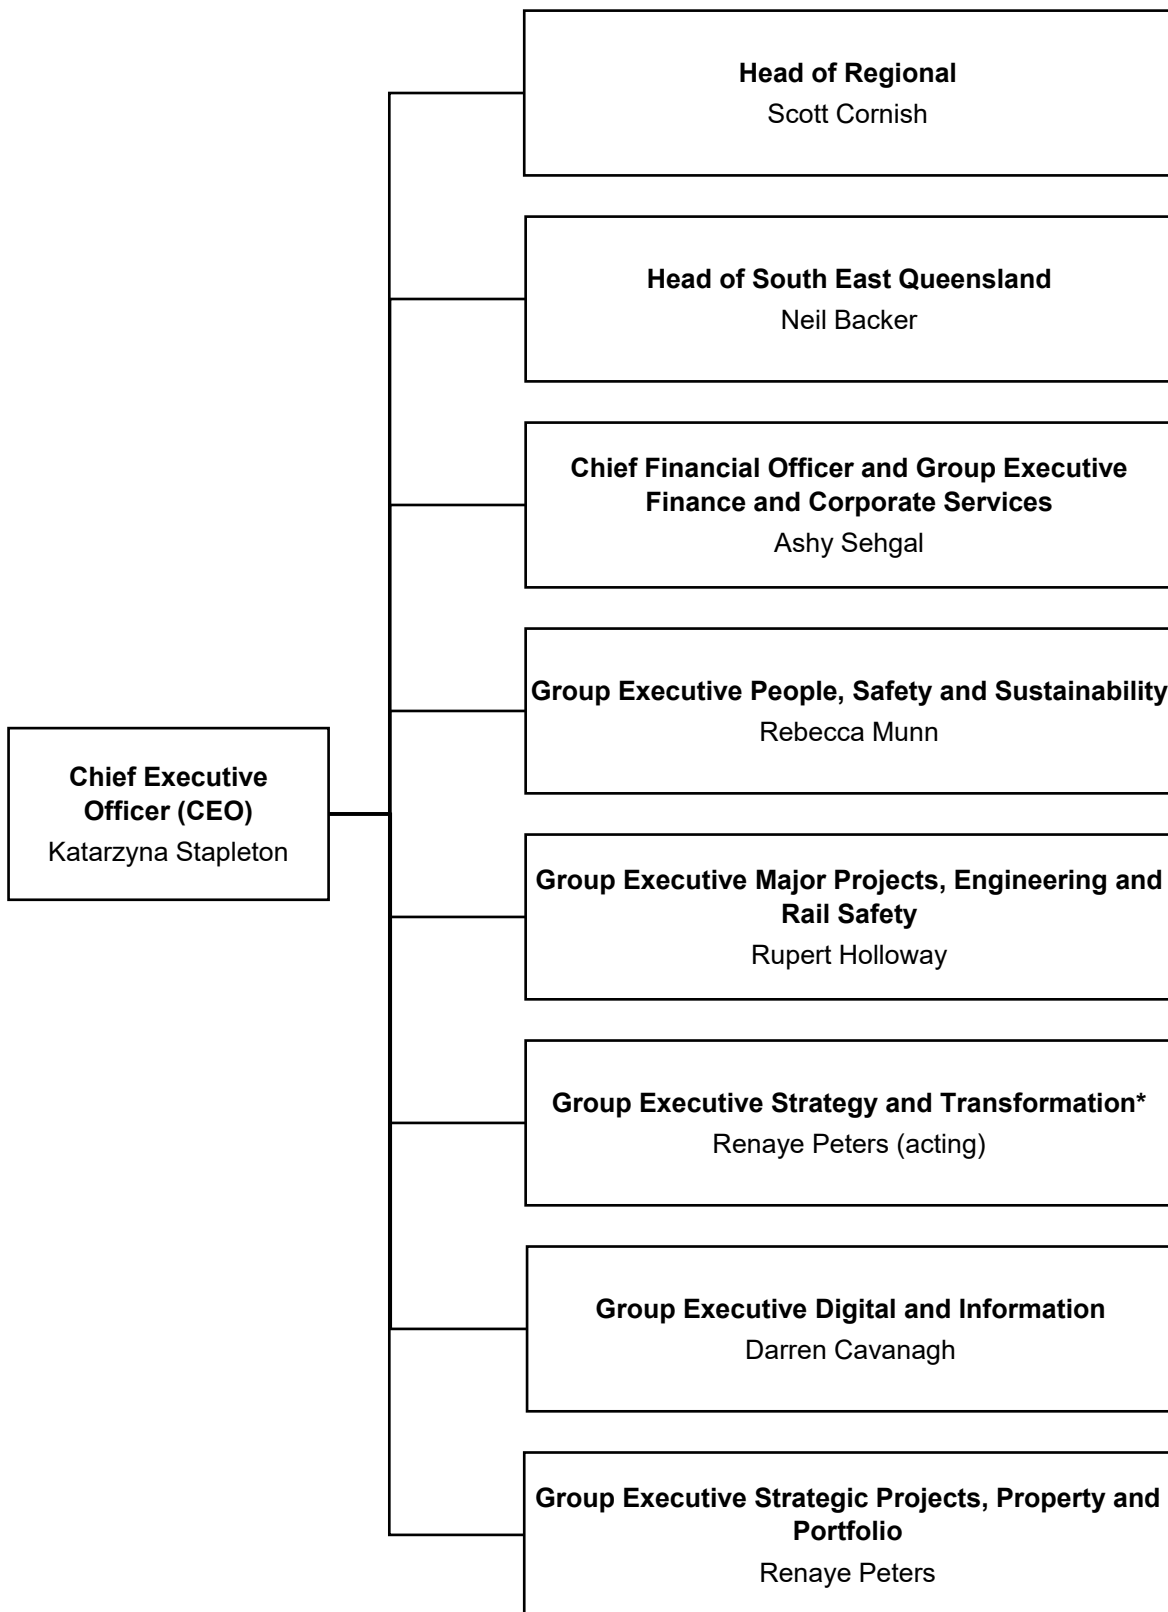 Head of Regional
Scott Cornish
Head of South East Queensland
Neil Backer
Chief Financial Officer and Group Executive
Finance and Corporate Services
Ashy Sehgal
Group Executive People, Safety and Sustainability
Rebecca Munn
Chief Executive
Officer (CEO)
Katarzyna Stapleton
Group Executive Major Projects, Engineering and
Rail Safety
Rupert Holloway
Group Executive Strategy and Transformation*
Renaye Peters (acting)
Group Executive Digital and Information
Darren Cavanagh
Group Executive Strategic Projects, Property and
Portfolio
Renaye Peters